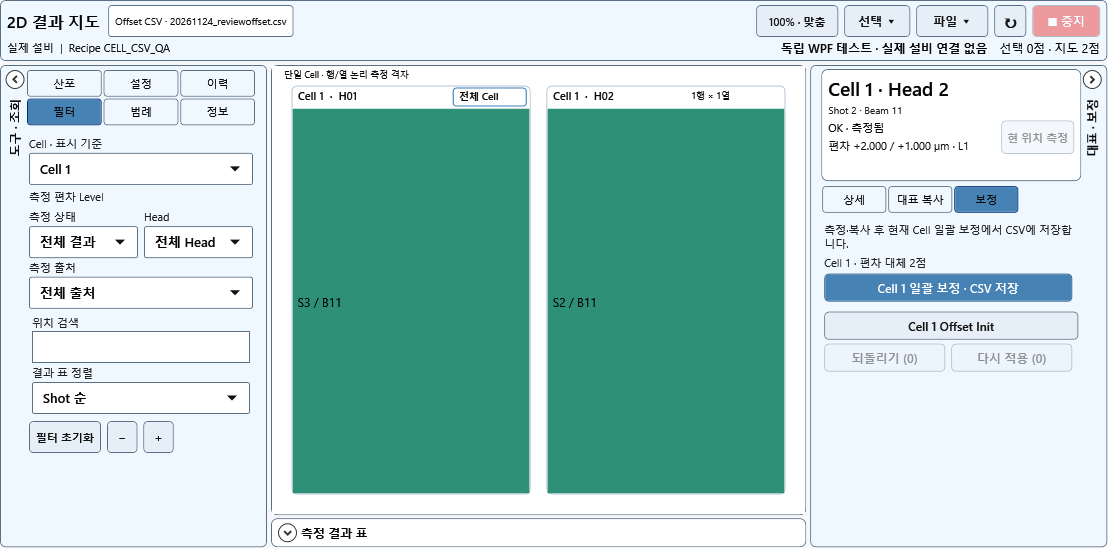 2D 결과 지도
Offset CSV · 20261124_reviewoffset.csv
100% · 맞춤
선택
파일
↻
중지
실제 설비 | Recipe CELL_CSV_QA
독립 WPF 테스트 · 실제 설비 연결 없음
선택 0점 · 지도 2점
도구 · 조회
산포
설정
이력
필터
범례
정보
Cell · 표시 기준
Cell 1
측정 편차 Level
측정 상태
Head
전체 결과
전체 Head
측정 출처
전체 출처
위치 검색
결과 표 정렬
Shot 순
필터 초기화
−
+
단일 Cell · 행/열 논리 측정 격자
Cell 1 · H01
전체 Cell
S3 / B11
Cell 1 · H02
1행 × 1열
S2 / B11
측정 결과 표
Cell 1 · Head 2
Shot 2 · Beam 11
OK · 측정됨
편차 +2.000 / +1.000 µm · L1
현 위치 측정
대표 · 보정
상세
대표 복사
보정
측정·복사 후 현재 Cell 일괄 보정에서 CSV에 저장합
니다.
Cell 1 · 편차 대체 2점
Cell 1 일괄 보정 · CSV 저장
Cell 1 Offset Init
되돌리기 (0)
다시 적용 (0)